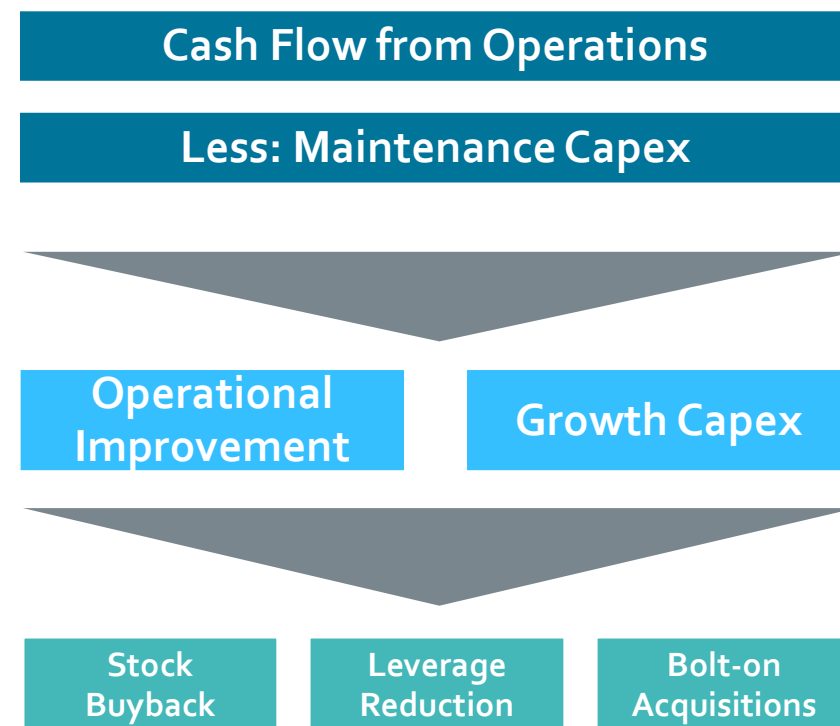 Cash Flow from Operations
Less: Maintenance Capex
Operational
Improvement
Growth Capex
Stock
Buyback
Leverage
Reduction
Bolt-on
Acquisitions